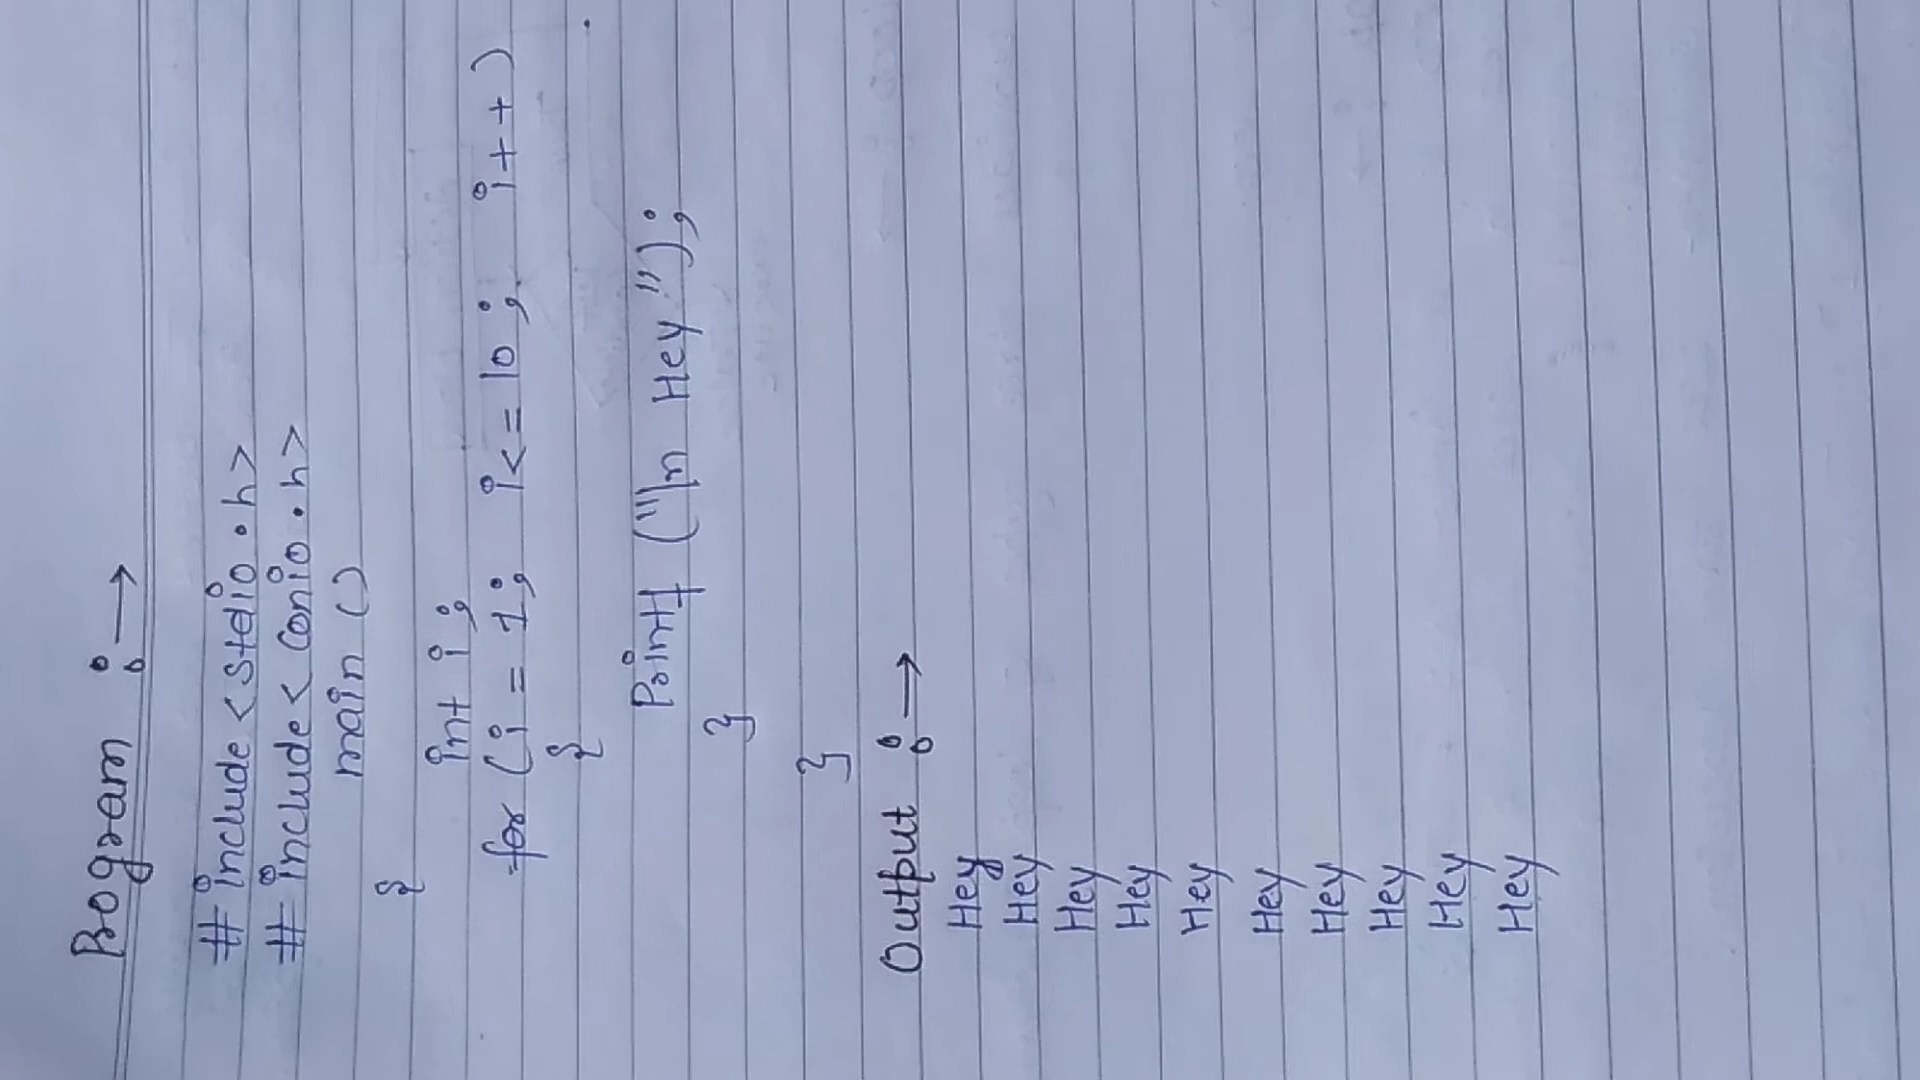 Program :→
# include <stdio.h>
# include <conio.h>
main ()
{
int i;
for (i = 1; i <= 10; i++)
{
Printf ("\n Hey");
}
}
Output :→
Hey
Hey
Hey
Hey
Hey
Hey
Hey
Hey
Hey
Hey